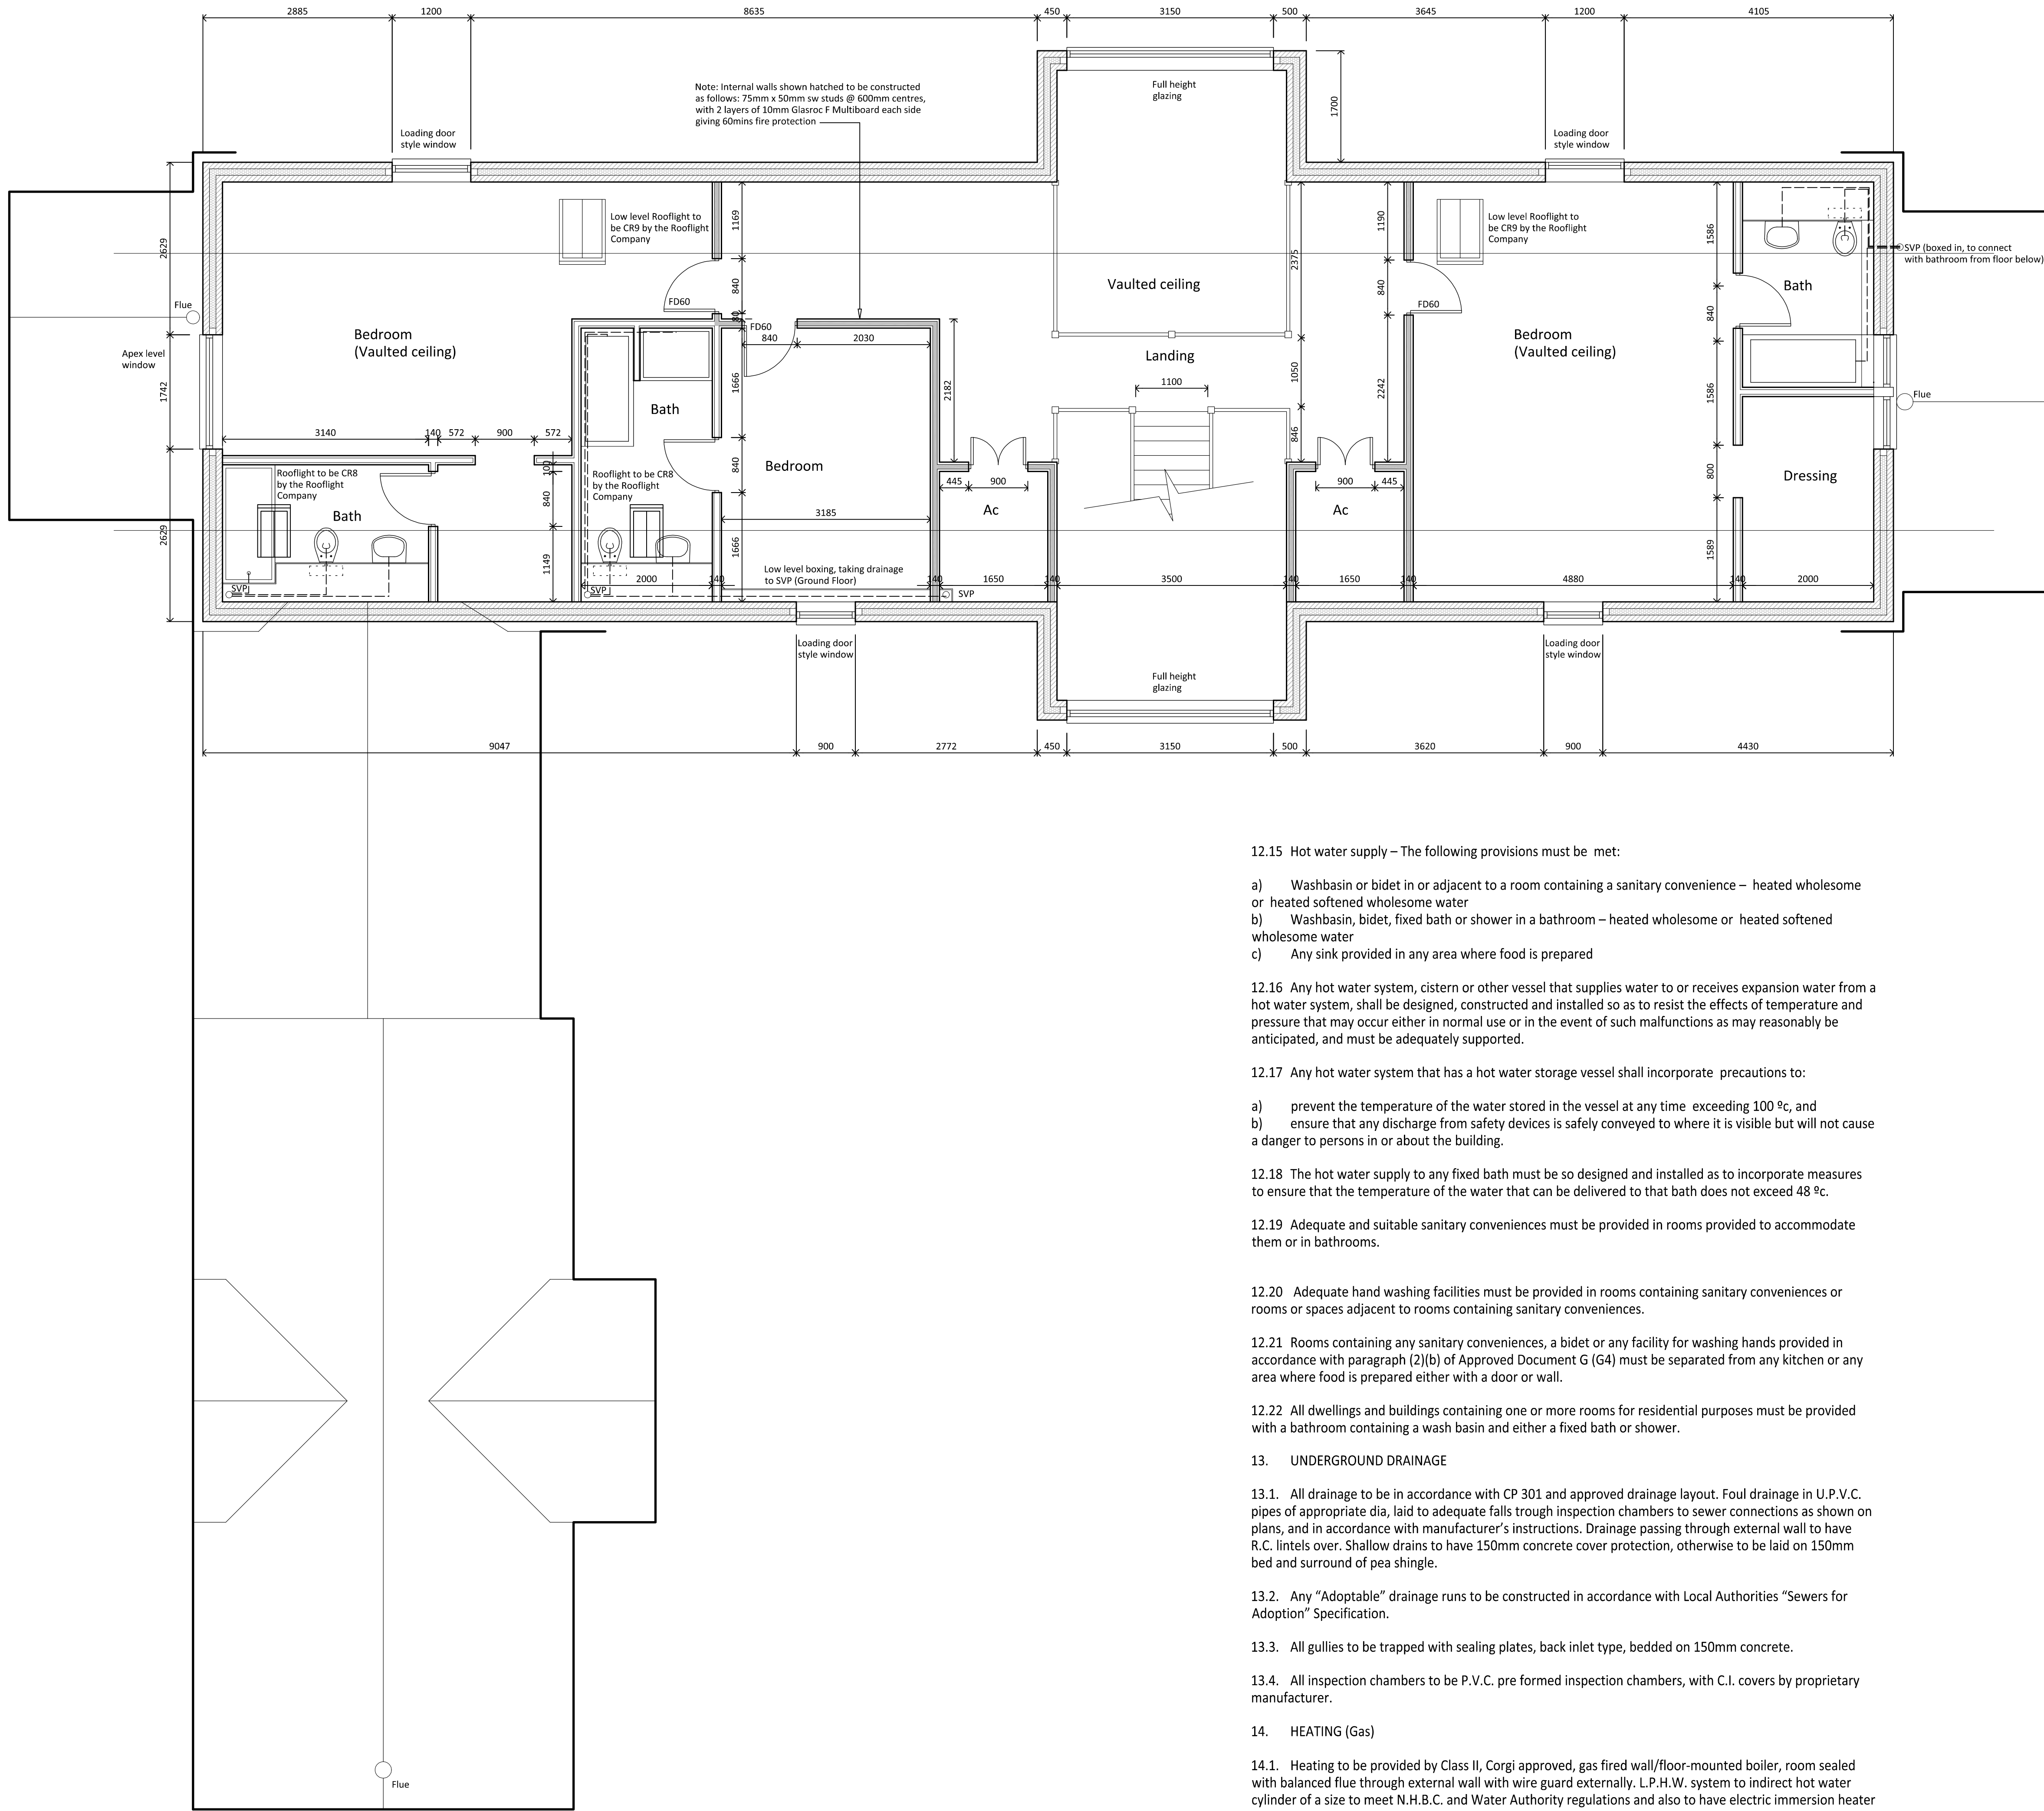 2885
1200
8635
450
3150
500
3645
1200
4105
Full height
glazing
1700
Note: Internal walls shown hatched to be constructed
as follows: 75mm x 50mm sw studs @ 600mm centres,
with 2 layers of 10mm Glasroc F Multiboard each side
giving 60mins fire protection
Loading door
style window
Loading door
style window
2629
Low level Rooflight to
be CR9 by the Rooflight
Company
1169
2375
1190
Low level Rooflight to
be CR9 by the Rooflight
Company
1586
SVP (boxed in, to connect
with bathroom from floor below)
Flue
Bedroom
(Vaulted ceiling)
FD60
840
80
FD60
840
2030
Vaulted ceiling
Landing
1100
840
FD60
Bedroom
(Vaulted ceiling)
Bath
840
Apex level
window
1742
1666
2182
1050
2242
1586
Flue
Bath
3140
140
572
900
572
846
Rooflight to be CR8
by the Rooflight
Company
Bath
100
840
Rooflight to be CR8
by the Rooflight
Company
840
Bedroom
3185
445
900
Ac
900
445
Ac
800
Dressing
2629
1149
1666
1589
SVP
SVP
2000
140
Low level boxing, taking drainage
to SVP (Ground Floor)
140
SVP
1650
140
3500
140
1650
140
4880
140
2000
Loading door
style window
Loading door
style window
Full height
glazing
9047
900
2772
450
3150
500
3620
900
4430
12.15 Hot water supply – The following provisions must be met:
a) Washbasin or bidet in or adjacent to a room containing a sanitary convenience – heated wholesome
or heated softened wholesome water
b) Washbasin, bidet, fixed bath or shower in a bathroom – heated wholesome or heated softened
wholesome water
c) Any sink provided in any area where food is prepared
12.16 Any hot water system, cistern or other vessel that supplies water to or receives expansion water from a
hot water system, shall be designed, constructed and installed so as to resist the effects of temperature and
pressure that may occur either in normal use or in the event of such malfunctions as may reasonably be
anticipated, and must be adequately supported.
12.17 Any hot water system that has a hot water storage vessel shall incorporate precautions to:
a) prevent the temperature of the water stored in the vessel at any time exceeding 100 ºc, and
b) ensure that any discharge from safety devices is safely conveyed to where it is visible but will not cause
a danger to persons in or about the building.
12.18 The hot water supply to any fixed bath must be so designed and installed as to incorporate measures
to ensure that the temperature of the water that can be delivered to that bath does not exceed 48 ºc.
12.19 Adequate and suitable sanitary conveniences must be provided in rooms provided to accommodate
them or in bathrooms.
12.20 Adequate hand washing facilities must be provided in rooms containing sanitary conveniences or
rooms or spaces adjacent to rooms containing sanitary conveniences.
12.21 Rooms containing any sanitary conveniences, a bidet or any facility for washing hands provided in
accordance with paragraph (2)(b) of Approved Document G (G4) must be separated from any kitchen or any
area where food is prepared either with a door or wall.
12.22 All dwellings and buildings containing one or more rooms for residential purposes must be provided
with a bathroom containing a wash basin and either a fixed bath or shower.
13. UNDERGROUND DRAINAGE
13.1. All drainage to be in accordance with CP 301 and approved drainage layout. Foul drainage in U.P.V.C.
pipes of appropriate dia, laid to adequate falls trough inspection chambers to sewer connections as shown on
plans, and in accordance with manufacturer’s instructions. Drainage passing through external wall to have
R.C. lintels over. Shallow drains to have 150mm concrete cover protection, otherwise to be laid on 150mm
bed and surround of pea shingle.
13.2. Any “Adoptable” drainage runs to be constructed in accordance with Local Authorities “Sewers for
Adoption” Specification.
13.3. All gullies to be trapped with sealing plates, back inlet type, bedded on 150mm concrete.
13.4. All inspection chambers to be P.V.C. pre formed inspection chambers, with C.I. covers by proprietary
manufacturer.
14. HEATING (Gas)
14.1. Heating to be provided by Class II, Corgi approved, gas fired wall/floor-mounted boiler, room sealed
with balanced flue through external wall with wire guard externally. L.P.H.W. system to indirect hot water
cylinder of a size to meet N.H.B.C. and Water Authority regulations and also to have electric immersion heater
Flue